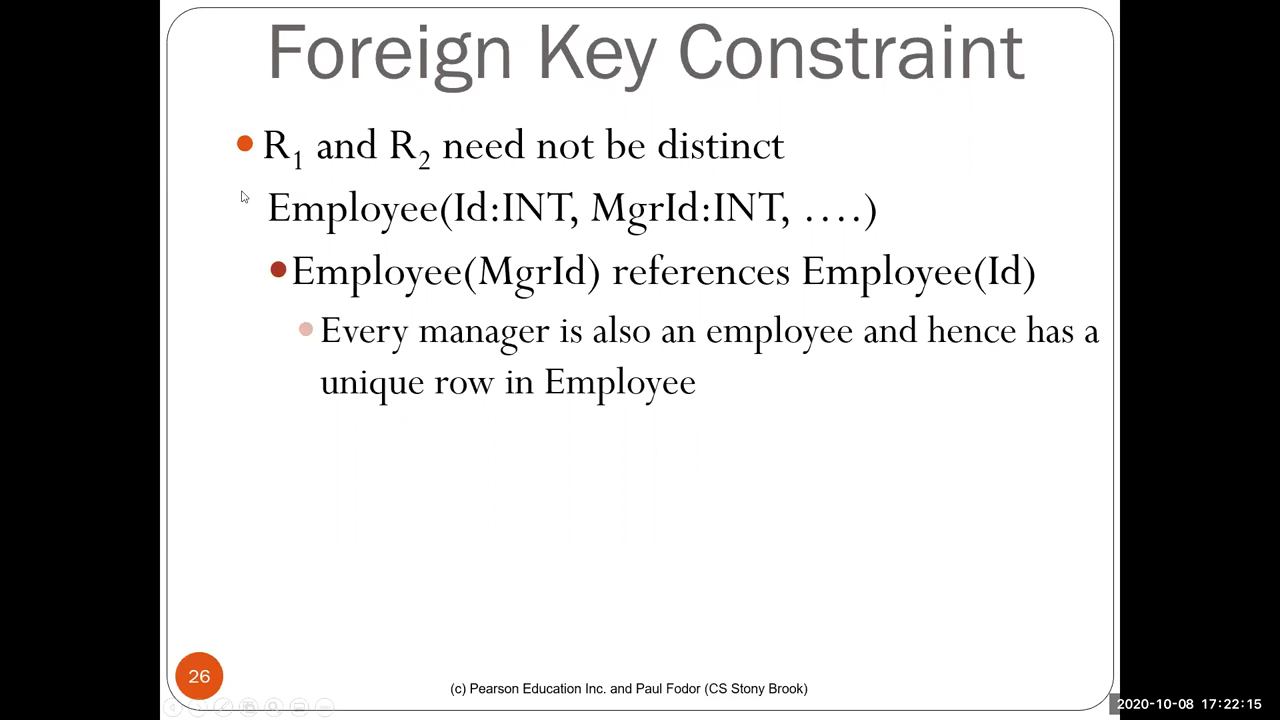 Foreign Key Constraint
R1 and R2 need not be distinct
Employee(Id:INT, MgrId:INT, ....)
Employee(MgrId) references Employee(Id)
Every manager is also an employee and hence has a
unique row in Employee
26
(c) Pearson Education Inc. and Paul Fodor (CS Stony Brook)
2020-10-08 17:22:15